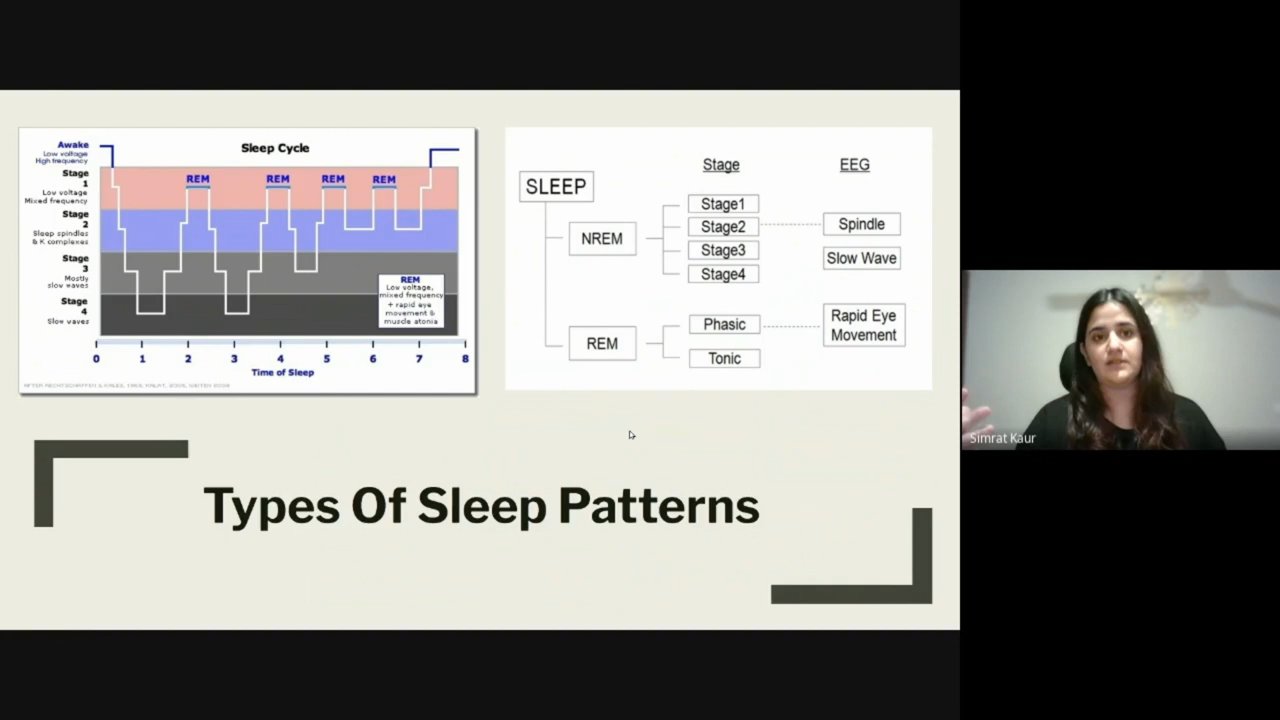 Awake
Low voltage
High frequency
Sleep Cycle
Stage
1
Low voltage
Mixed frequency
REM
REM
REM
REM
Stage
2
Sleep spindles
& K complexes
Stage
3
Mostly
slow waves
Stage
4
Slow waves
REM
Low voltage,
mixed frequency
+ rapid eye
movement &
muscle atonia
0 1 2 3 4 5 6 7 8
Time of Sleep
Stage
EEG
SLEEP
NREM
Stage1
Stage2
Stage3
Stage4
Spindle
Slow Wave
REM
Phasic
Tonic
Rapid Eye
Movement
Types Of Sleep Patterns
Simrat Kaur